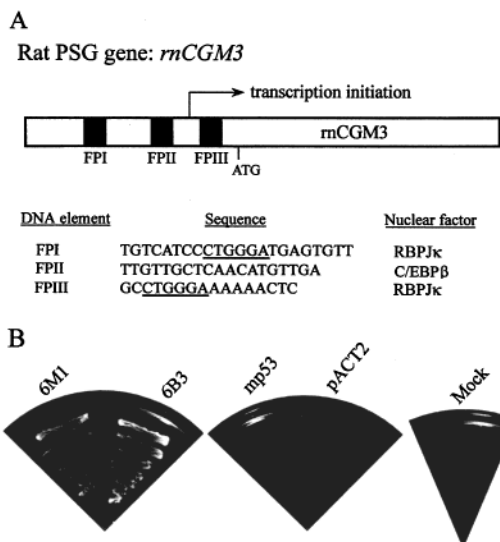 A
Rat PSG gene: rnCGM3
transcription initiation
rnCGM3
FPI FPII FPIII
ATG
DNA element Sequence Nuclear factor
FPI TGTCATCCCTGGGATGAGTGTT RBPJκ
FPII TTGTTGCTCAACATGTTGA C/EBPβ
FPIII GCCTGGGAAAAAACTC RBPJκ
B
6M1 6B3 mp53 pACT2 Mock